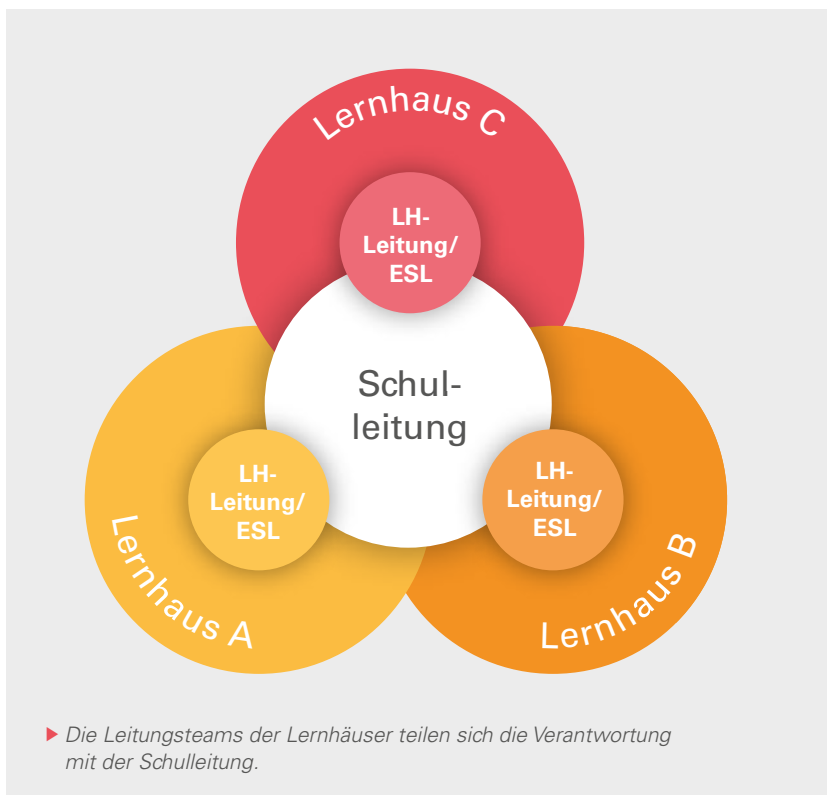 Lernhaus C
LH-
Leitung/
ESL
Schul-
leitung
LH-
Leitung/
ESL
Lernhaus A
LH-
Leitung/
ESL
Lernhaus B
Die Leitungsteams der Lernhäuser teilen sich die Verantwortung
mit der Schulleitung.